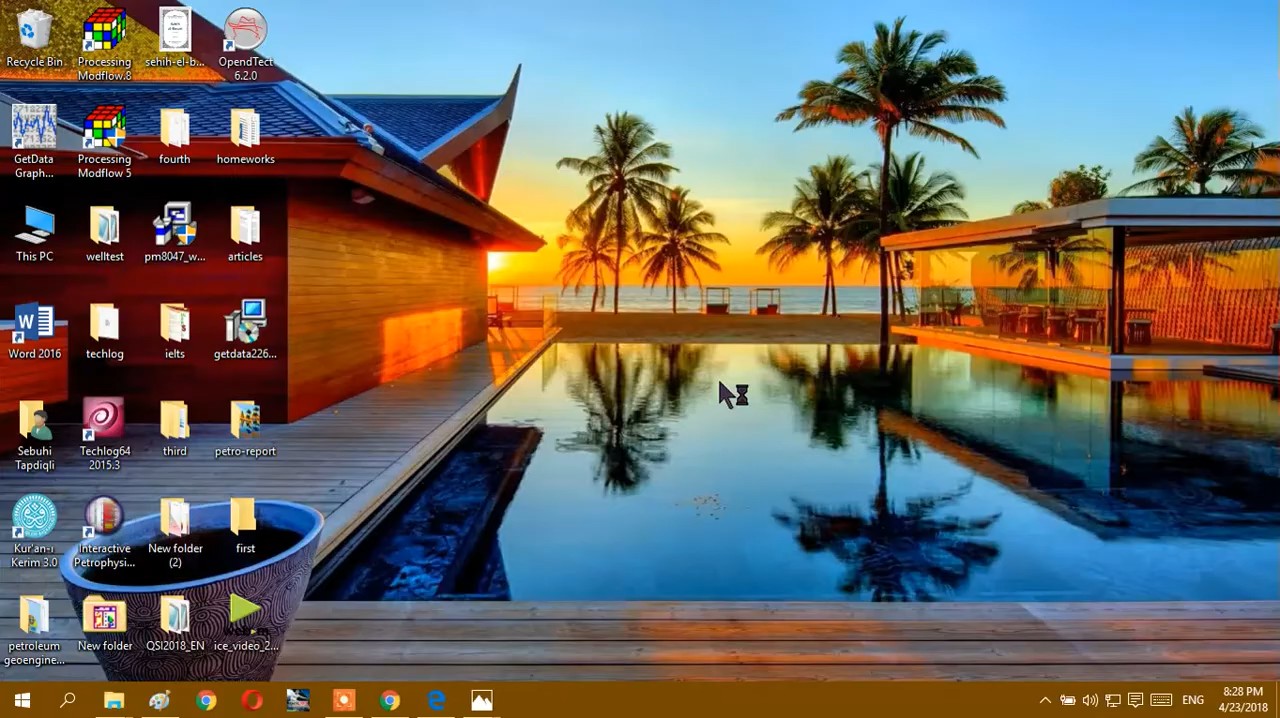 Recycle Bin
Processing
Modflow.8
sehih-el-b...
OpendTect
6.2.0
GetData
Graph...
Processing
Modflow 5
fourth
homeworks
This PC
welltest
pm8047_w...
articles
Word 2016
techlog
ielts
getdata226...
Sebuhi
Tapdiqli
Techlog64
2015.3
third
petro-report
Kur'an-ı
Kerim 3.0
Interactive
Petrophysi...
New folder
(2)
first
petroleum
geoengine...
New folder
QSI2018_EN
ice_video_2...
ENG
8:28 PM
4/23/2018